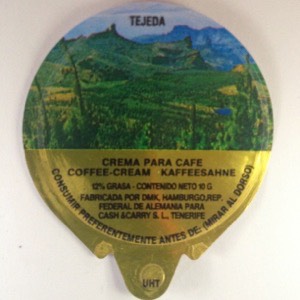 TEJEDA
CREMA PARA CAFE
COFFEE-CREAM KAFFEESAHNE
12% GRASA - CONTENIDO NETO 10 G
FABRICADA POR DMK, HAMBURGO, REP.
FEDERAL DE ALEMANIA PARA
CASH &CARRY S. L., TENERIFE
CONSUMIR PREFERENTEMENTE ANTES DE: (MIRAR AL DORSO)
UHT